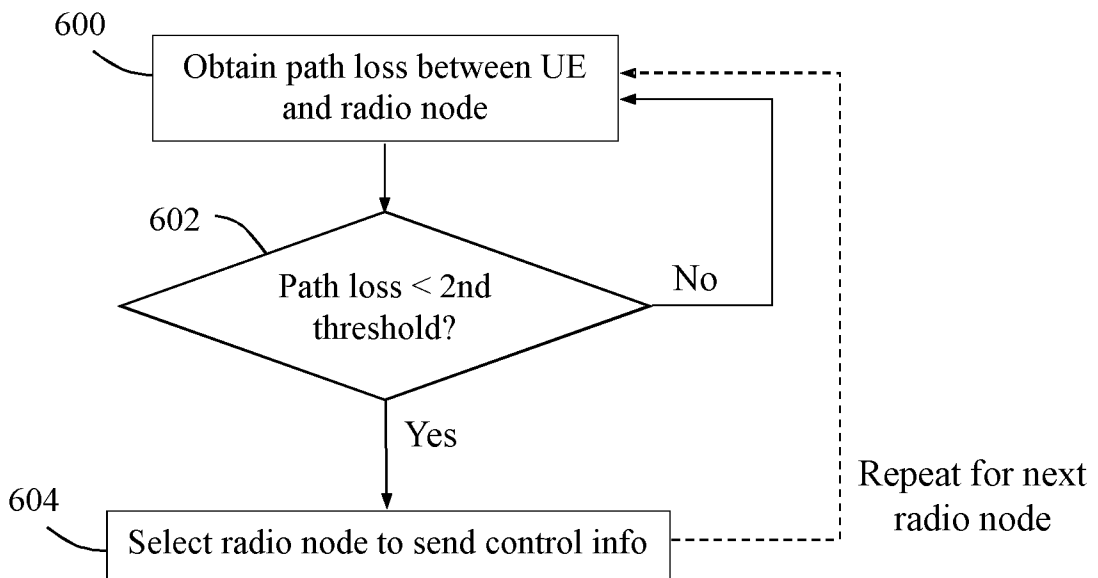 600
Obtain path loss between UE
and radio node
602
Path loss < 2nd
threshold?
No
Yes
Repeat for next
radio node
604
Select radio node to send control info